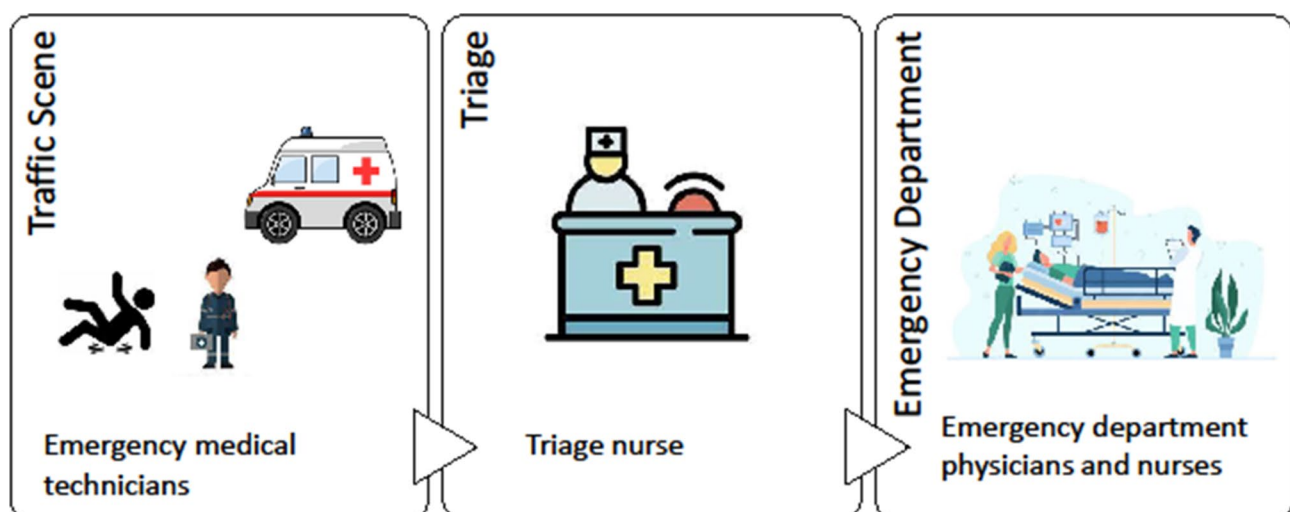 Traffic Scene
Emergency medical
technicians
Triage
Triage nurse
Emergency Department
Emergency department
physicians and nurses